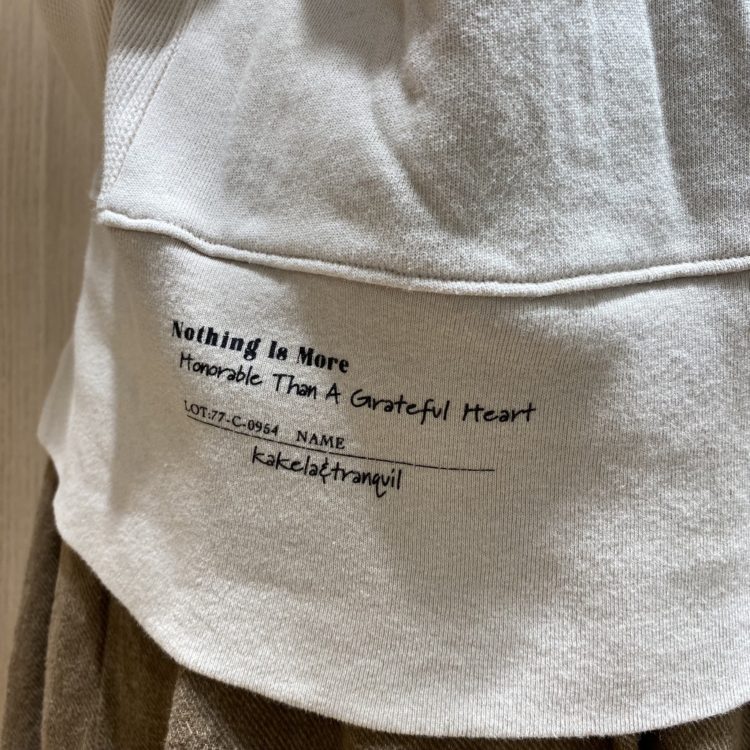 Nothing Is More
Honorable Than A Grateful Heart
LOT:77-C-0954 NAME
kakela&tranquil